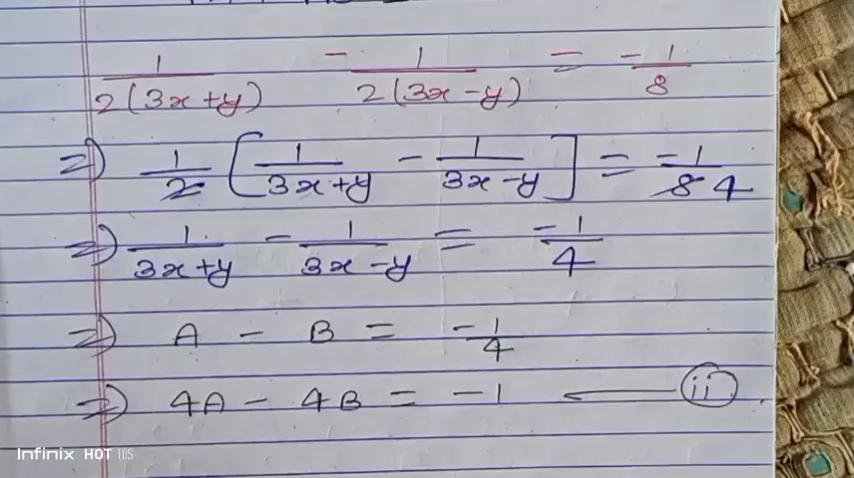 1/2(3x+y) - 1/2(3x-y) = -1/8
⇒) 1/2 [1/3x+y - 1/3x-y] = -1/8 4
⇒) 1/3x+y - 1/3x-y = -1/4
⇒) A - B = -1/4
⇒) 4A - 4B = -1 ← (ii)
Infinix HOT 10S